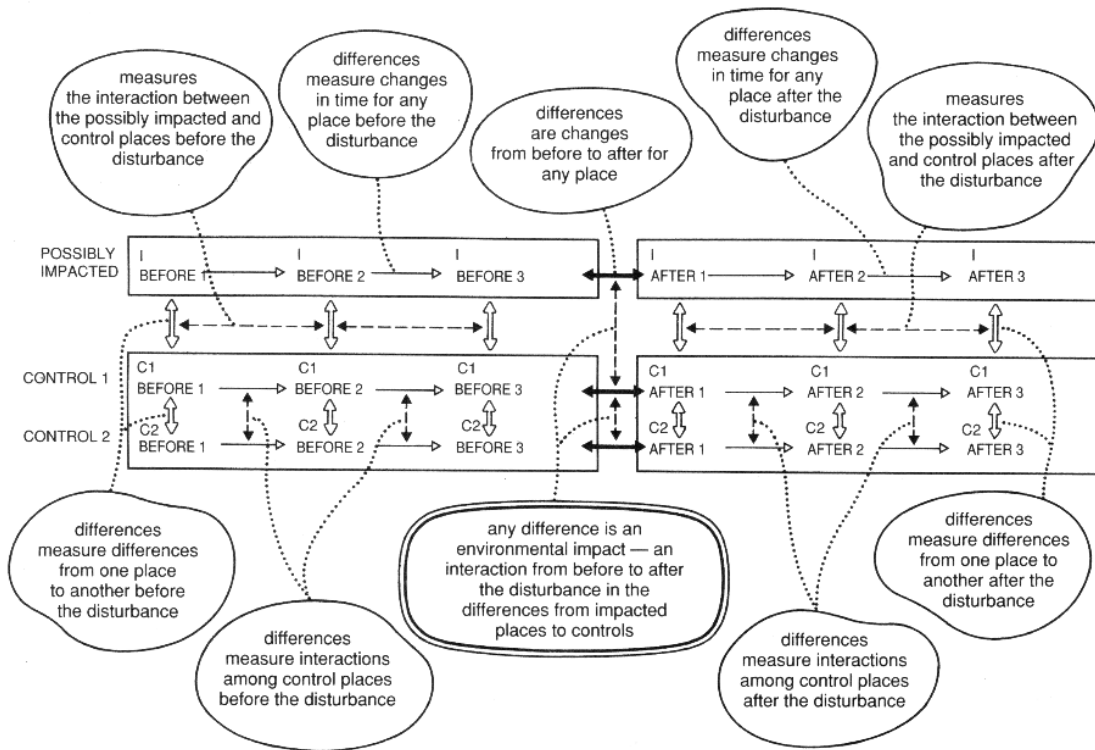 measures
the interaction between
the possibly impacted and
control places before the
disturbance
differences
measure changes
in time for any
place before the
disturbance
differences
are changes
from before to after for
any place
differences
measure changes
in time for any
place after the
disturbance
measures
the interaction between
the possibly impacted
and control places after
the disturbance
POSSIBLY
IMPACTED
I I I I I I
BEFORE 1 BEFORE 2 BEFORE 3 AFTER 1 AFTER 2 AFTER 3
CONTROL 1
C1 C1 C1 C1 C1 C1
BEFORE 1 BEFORE 2 BEFORE 3 AFTER 1 AFTER 2 AFTER 3
CONTROL 2
C2 C2 C2 C2 C2 C2
BEFORE 1 BEFORE 2 BEFORE 3 AFTER 1 AFTER 2 AFTER 3
differences
measure differences
from one place
to another before
the disturbance
differences
measure interactions
among control places
before the disturbance
any difference is an
environmental impact — an
interaction from before to after
the disturbance in the
differences from impacted
places to controls
differences
measure interactions
among control places
after the disturbance
differences
measure differences
from one place to
another after the
disturbance